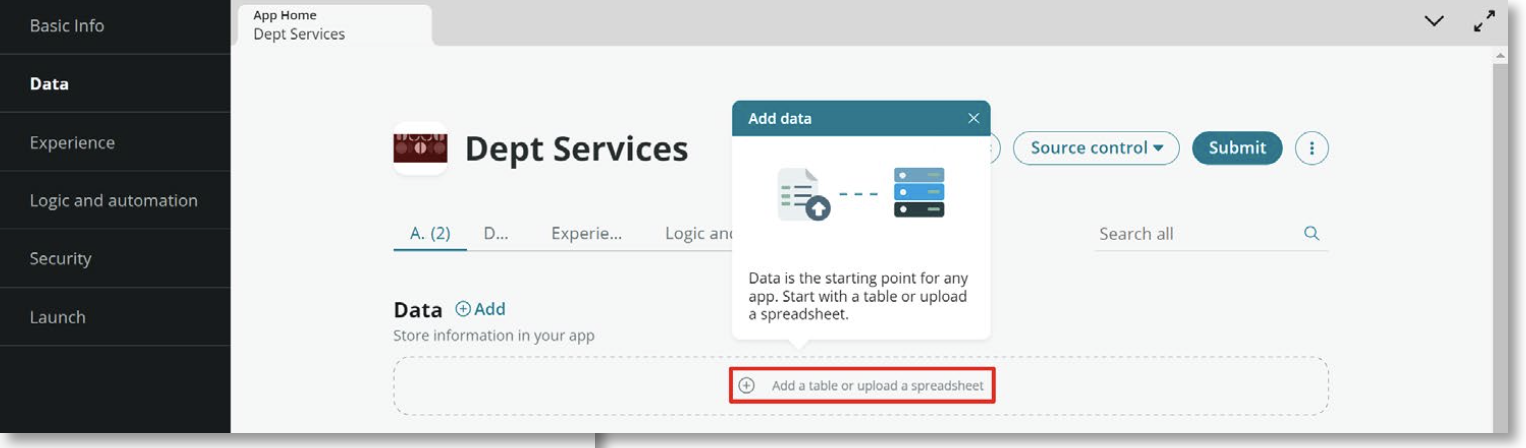 Basic Info
Data
Experience
Logic and automation
Security
Launch
App Home
Dept Services
Dept Services
Source control
Submit
Add data
Data is the starting point for any
app. Start with a table or upload
a spreadsheet.
A. (2) D... Experie... Logic and
Search all
Data Add
Store information in your app
Add a table or upload a spreadsheet